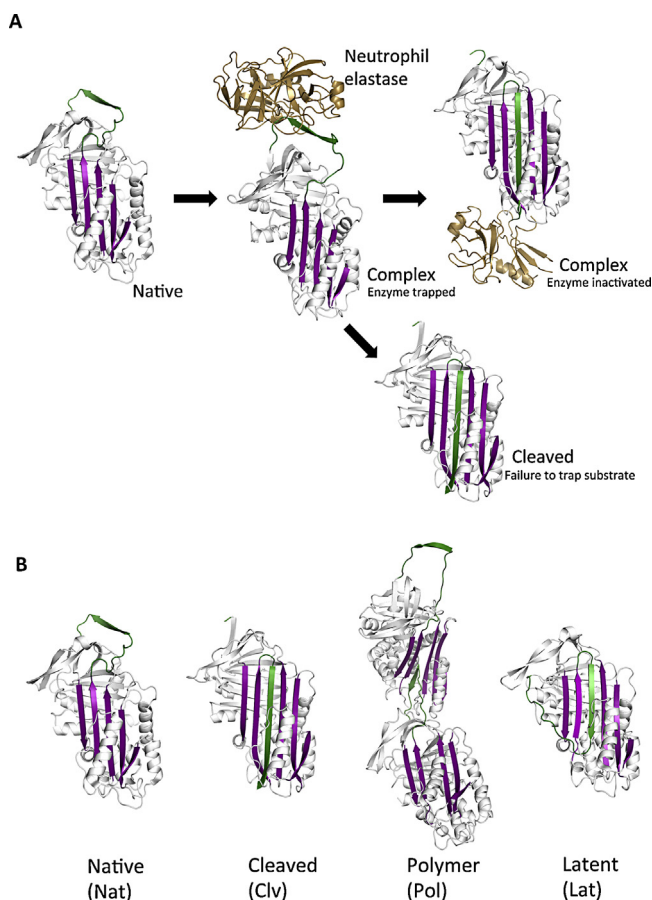 A
Neutrophil
elastase
Native
Complex
Enzyme trapped
Complex
Enzyme inactivated
Cleaved
Failure to trap substrate
B
Native
(Nat)
Cleaved
(Clv)
Polymer
(Pol)
Latent
(Lat)